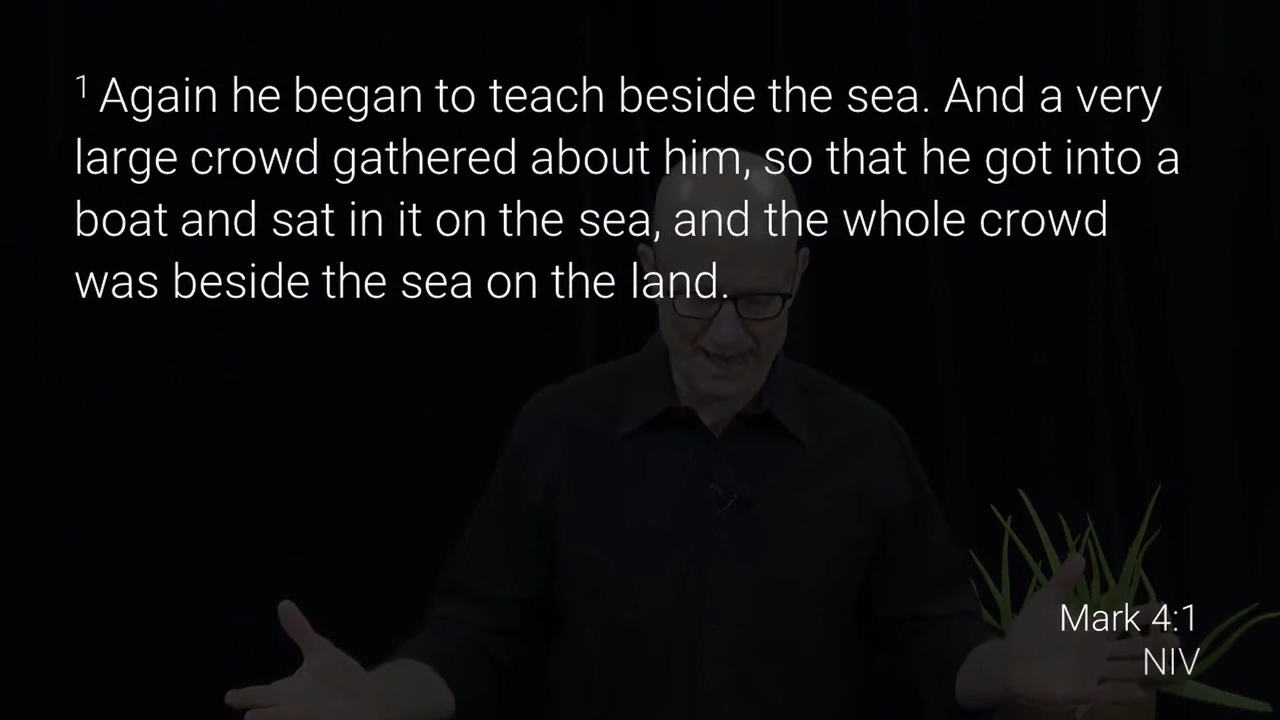 1 Again he began to teach beside the sea. And a very
large crowd gathered about him, so that he got into a
boat and sat in it on the sea, and the whole crowd
was beside the sea on the land.
Mark 4:1
NIV